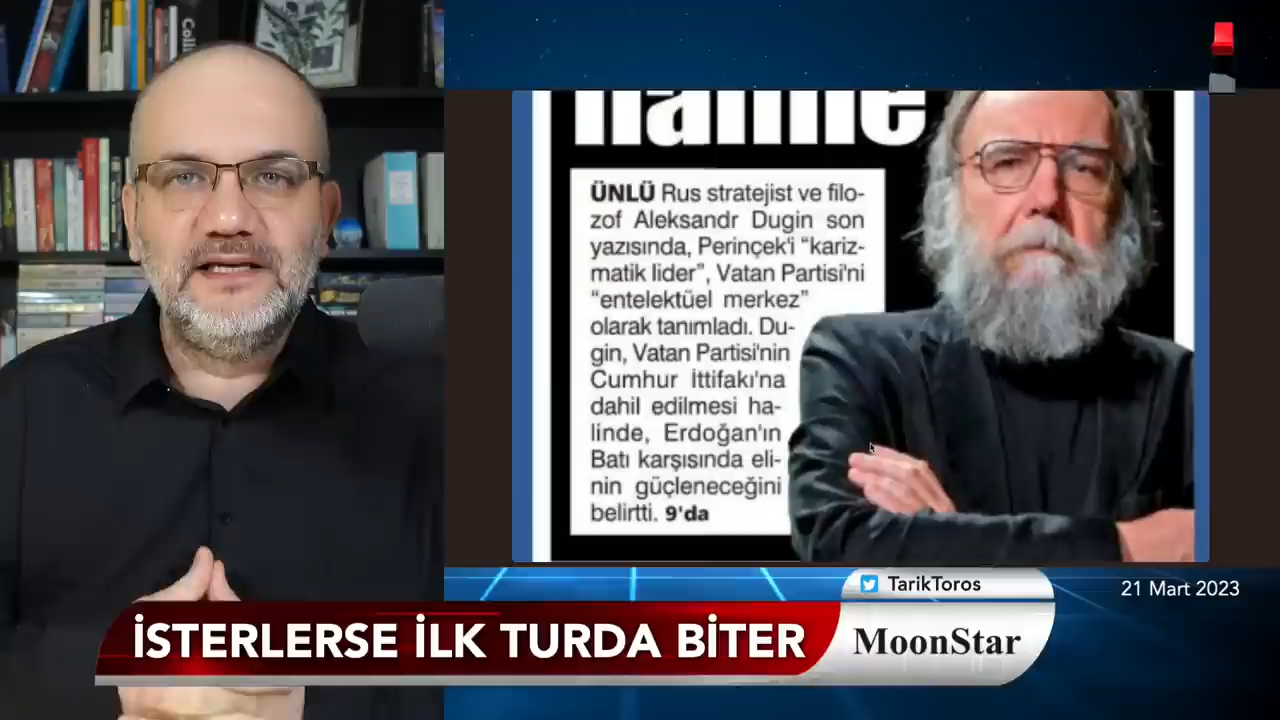 ÜNLÜ Rus stratejist ve filo-
zof Aleksandr Dugin son
yazısında, Perinçek'i “kariz-
matik lider”, Vatan Partisi'ni
“entelektüel merkez”
olarak tanımladı. Du-
gin, Vatan Partisi'nin
Cumhur İttifakı'na
dahil edilmesi ha-
linde, Erdoğan'ın
Batı karşısında eli-
nin güçleneceğini
belirtti. 9'da
TarikToros
21 Mart 2023
İSTERLERSE İLK TURDA BİTER
MoonStar